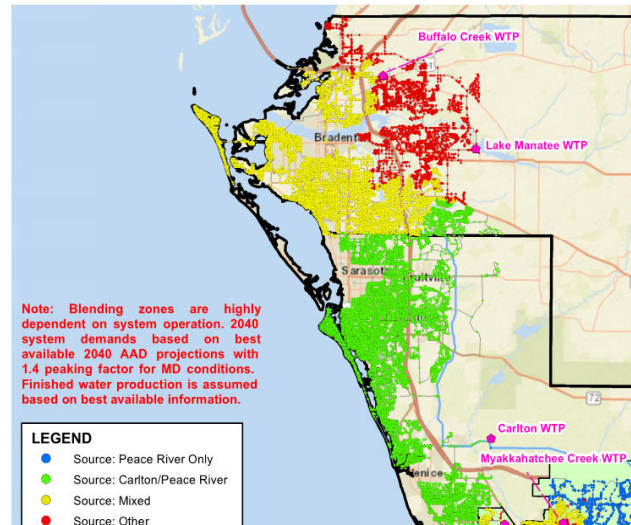 Buffalo Creek WTP
Lake Manatee WTP
Note: Blending zones are highly
dependent on system operation. 2040
system demands based on best
available 2040 AAD projections with
1.4 peaking factor for MD conditions.
Finished water production is assumed
based on best available information.
72
Carlton WTP
Myakkahatchee Creek WTP
LEGEND
Source: Peace River Only
Source: Carlton/Peace River
Source: Mixed
Source: Other